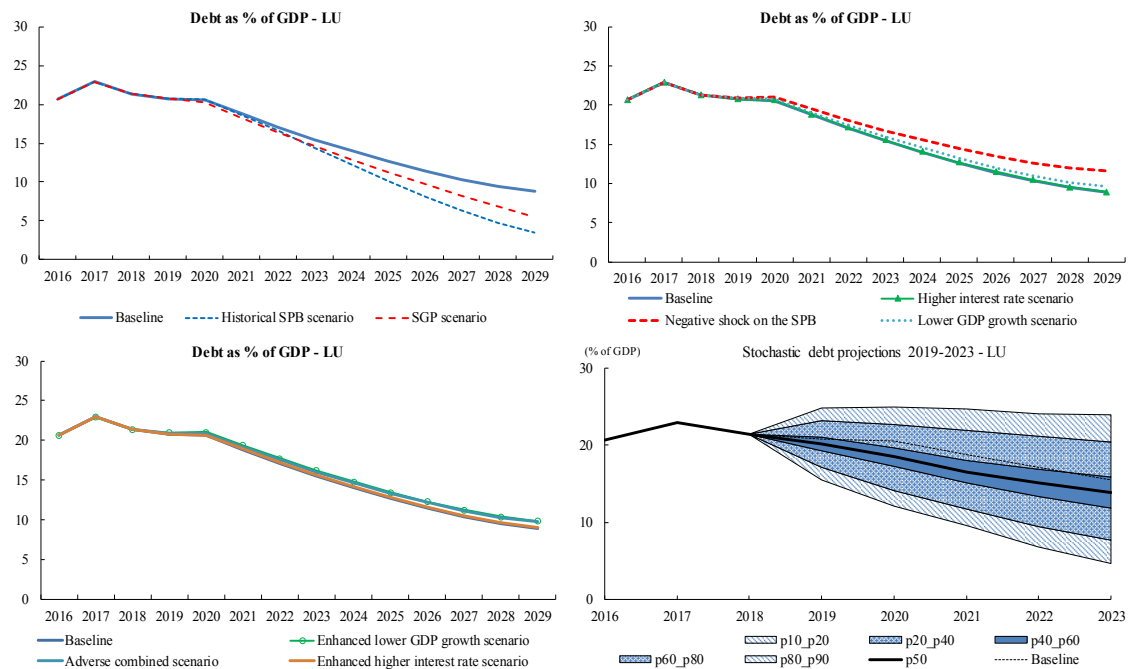 Debt as % of GDP - LU
30
25
20
15
10
5
0
2016 2017 2018 2019 2020 2021 2022 2023 2024 2025 2026 2027 2028 2029
Baseline Historical SPB scenario SGP scenario
Debt as % of GDP - LU
30
25
20
15
10
5
0
2016 2017 2018 2019 2020 2021 2022 2023 2024 2025 2026 2027 2028 2029
Baseline Higher interest rate scenario
Negative shock on the SPB Lower GDP growth scenario
Debt as % of GDP - LU
30
25
20
15
10
5
0
2016 2017 2018 2019 2020 2021 2022 2023 2024 2025 2026 2027 2028 2029
Baseline Enhanced lower GDP growth scenario
Adverse combined scenario Enhanced higher interest rate scenario
(% of GDP) Stochastic debt projections 2019-2023 - LU
30
20
10
0
2016 2017 2018 2019 2020 2021 2022 2023
p10_p20 p20_p40 p40_p60
p60_p80 p80_p90 p50 Baseline